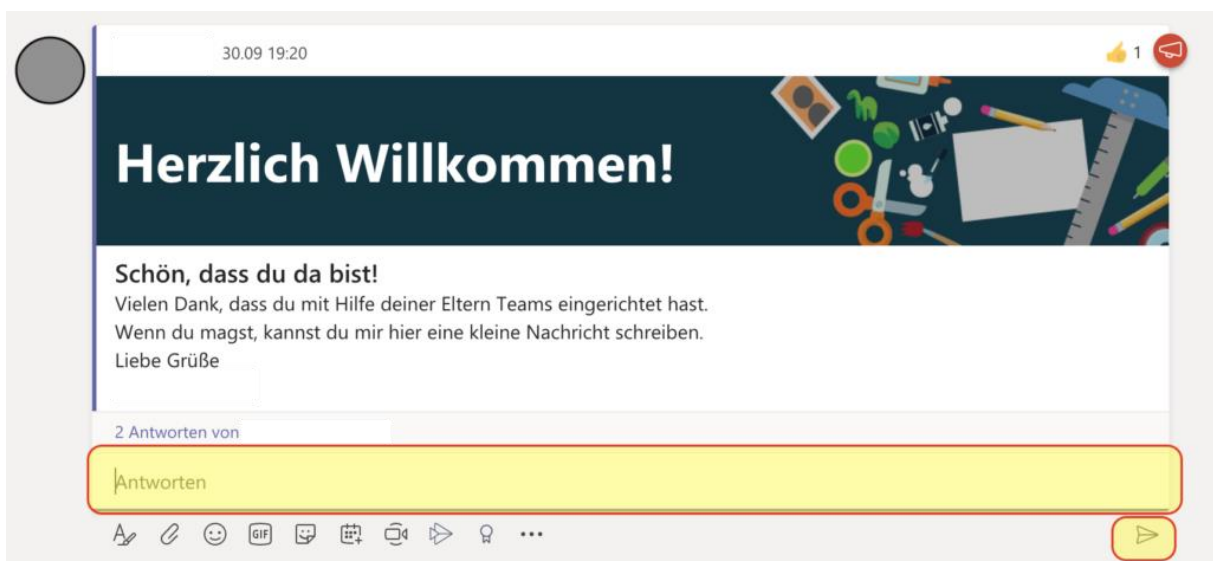 30.09 19:20
1
Herzlich Willkommen!
Schön, dass du da bist!
Vielen Dank, dass du mit Hilfe deiner Eltern Teams eingerichtet hast.
Wenn du magst, kannst du mir hier eine kleine Nachricht schreiben.
Liebe Grüße
2 Antworten von
Antworten
GIF